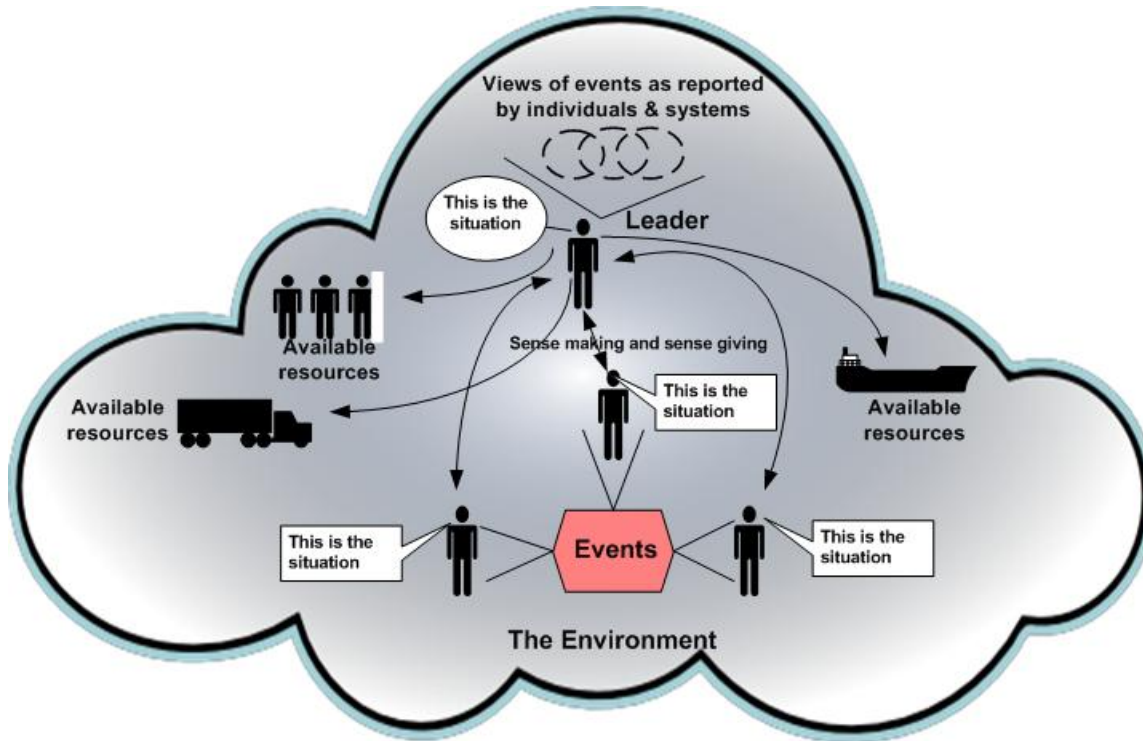 Views of events as reported
by individuals & systems
This is the
situation
Leader
Available
resources
Sense making and sense giving
This is the
situation
Available
resources
Available
resources
This is the
situation
Events
This is the
situation
The Environment